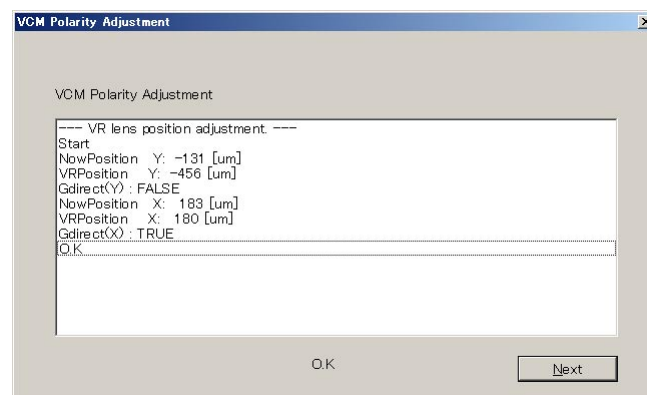 VCM Polarity Adjustment
VCM Polarity Adjustment
--- VR lens position adjustment. ---
Start
NowPosition Y: -131 [um]
VRPosition Y: -456 [um]
Gdirect(Y) : FALSE
NowPosition X: 183 [um]
VRPosition X: 180 [um]
Gdirect(X) : TRUE
O.K
O.K
Next